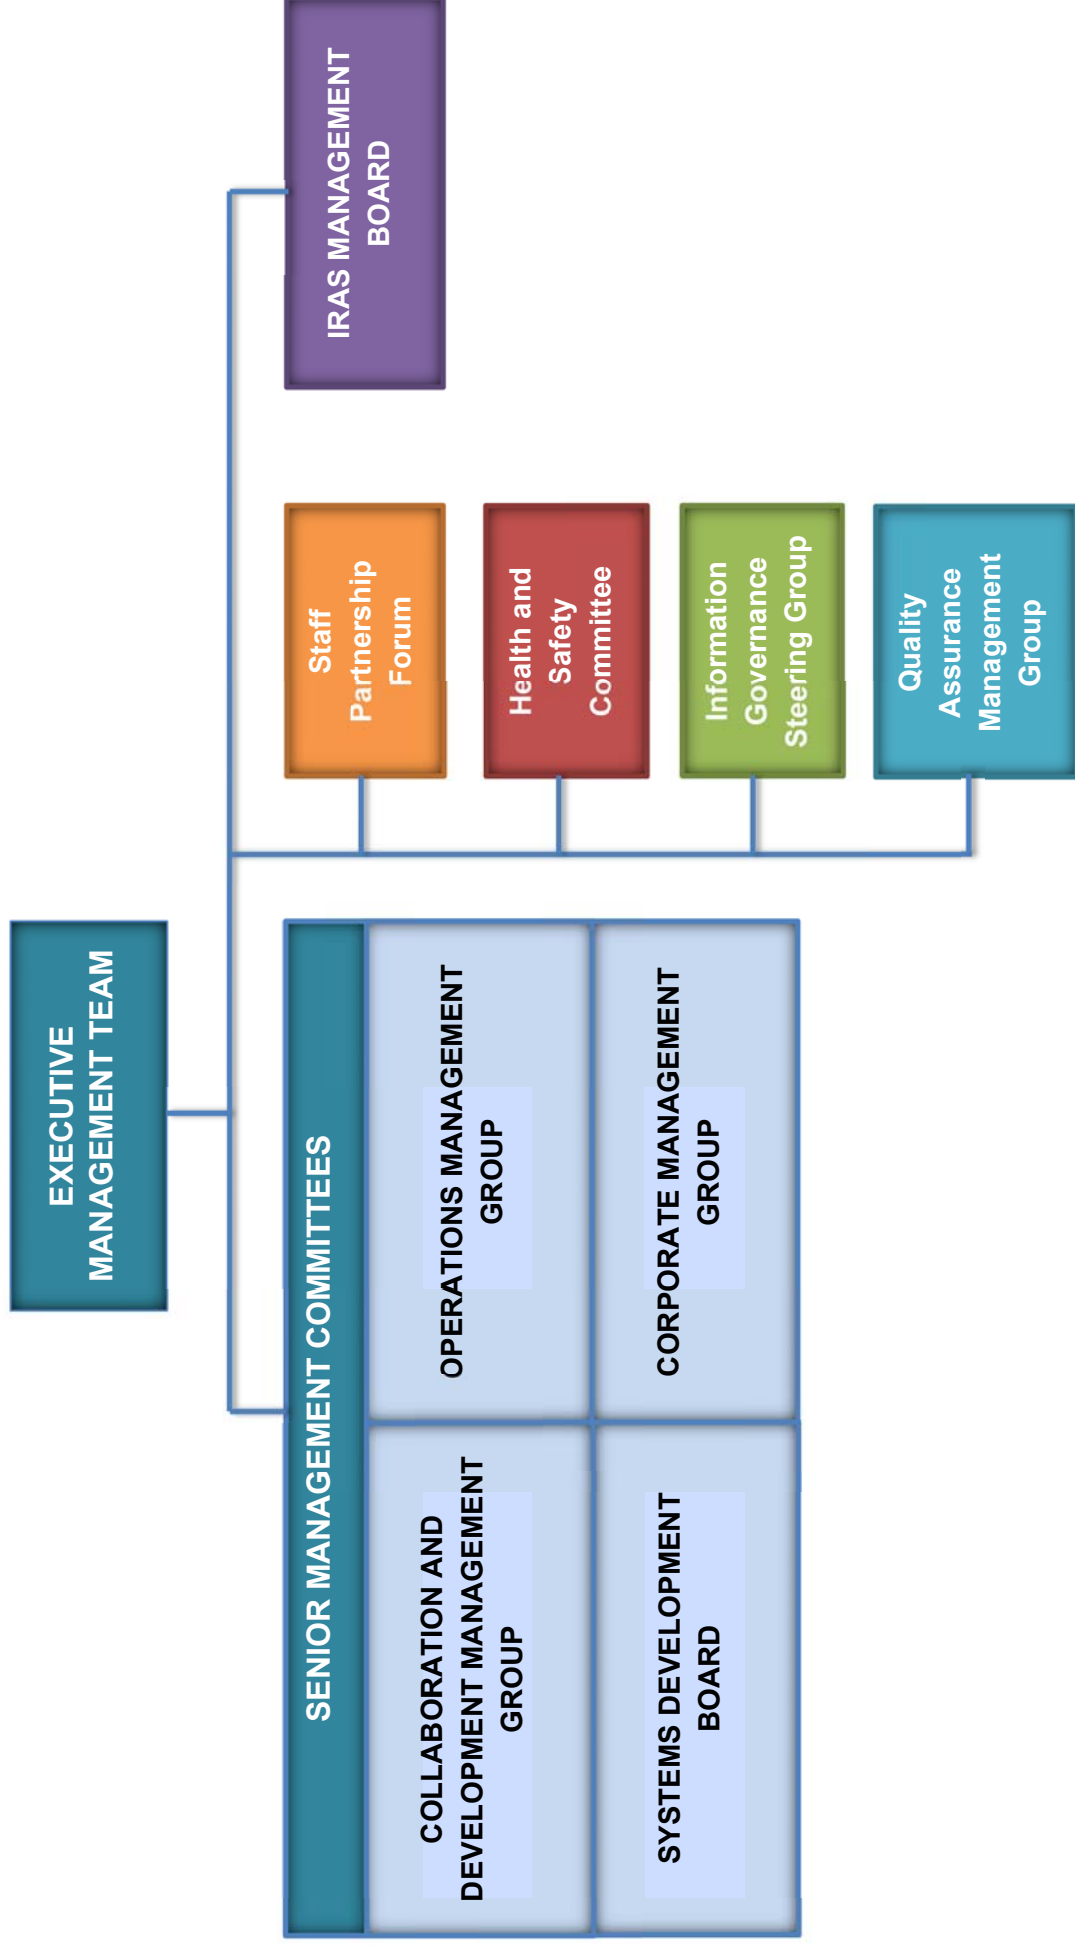 EXECUTIVE
MANAGEMENT TEAM
SENIOR MANAGEMENT COMMITTEES
COLLABORATION AND
DEVELOPMENT MANAGEMENT
GROUP
OPERATIONS MANAGEMENT
GROUP
SYSTEMS DEVELOPMENT
BOARD
CORPORATE MANAGEMENT
GROUP
Staff
Partnership
Forum
Health and
Safety
Committee
Information
Governance
Steering Group
Quality
Assurance
Management
Group
IRAS MANAGEMENT
BOARD